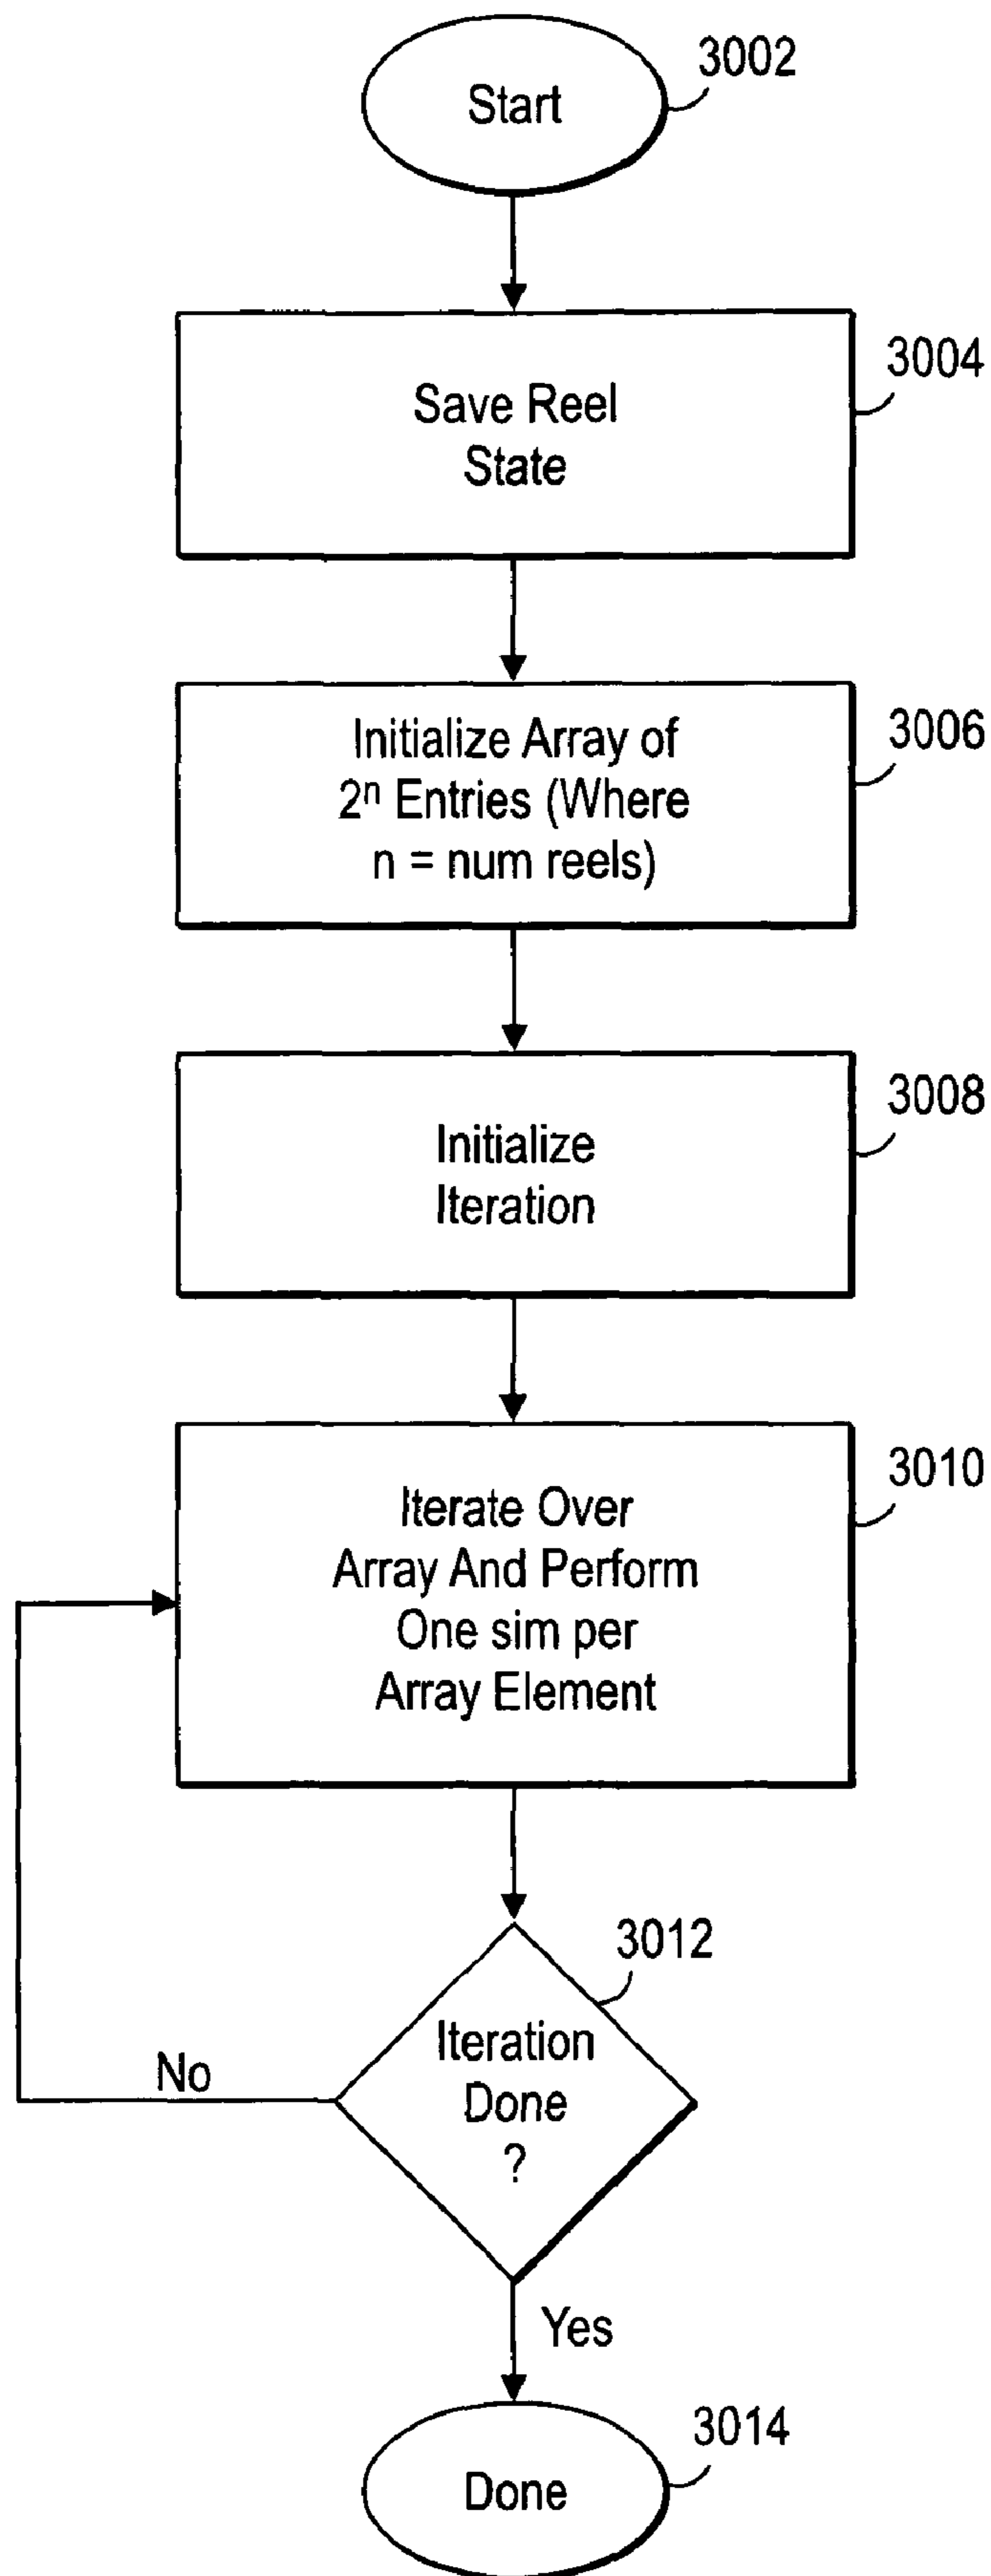 Start
3002
Save Reel
State
3004
Initialize Array of
2ⁿ Entries (Where
n = num reels)
3006
Initialize
Iteration
3008
Iterate Over
Array And Perform
One sim per
Array Element
3010
3012
Iteration
Done
?
No
Yes
Done
3014